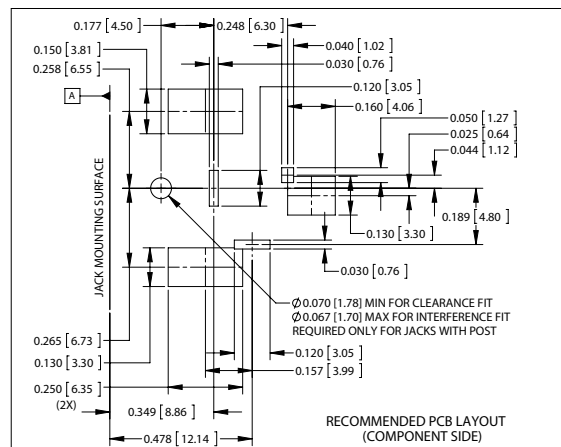 0.177 [ 4.50 ]
0.248 [ 6.30 ]
0.040 [ 1.02 ]
0.150 [ 3.81 ]
0.030 [ 0.76 ]
0.258 [ 6.55 ]
0.120 [ 3.05 ]
0.160 [ 4.06 ]
A
0.050 [ 1.27 ]
0.025 [ 0.64 ]
0.044 [ 1.12 ]
JACK MOUNTING SURFACE
0.189 [ 4.80 ]
0.130 [ 3.30 ]
0.030 [ 0.76 ]
Ø 0.070 [ 1.78 ] MIN FOR CLEARANCE FIT
Ø 0.067 [ 1.70 ] MAX FOR INTERFERENCE FIT
REQUIRED ONLY FOR JACKS WITH POST
0.265 [ 6.73 ]
0.130 [ 3.30 ]
0.120 [ 3.05 ]
0.250 [ 6.35 ]
(2X)
0.157 [ 3.99 ]
0.349 [ 8.86 ]
0.478 [ 12.14 ]
RECOMMENDED PCB LAYOUT
(COMPONENT SIDE)